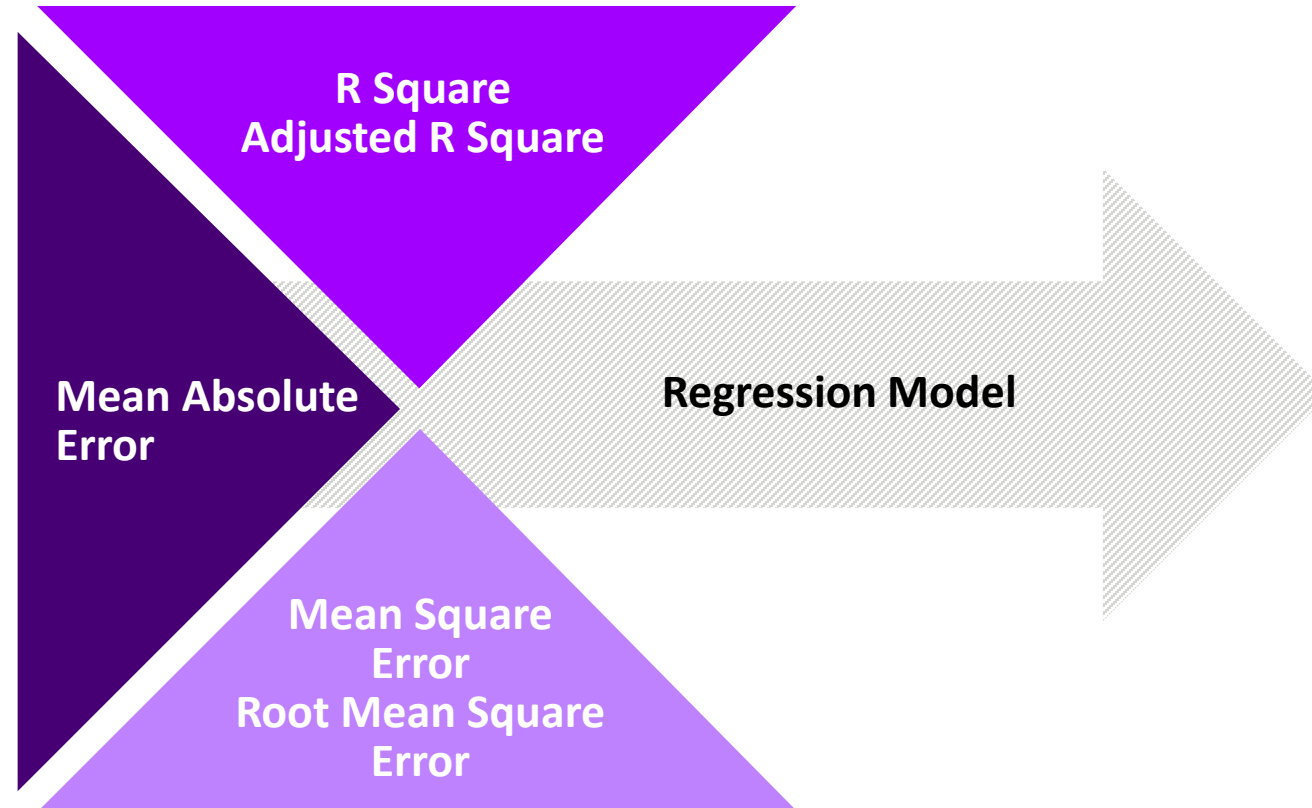 R Square
Adjusted R Square
Mean Absolute
Error
Regression Model
Mean Square
Error
Root Mean Square
Error